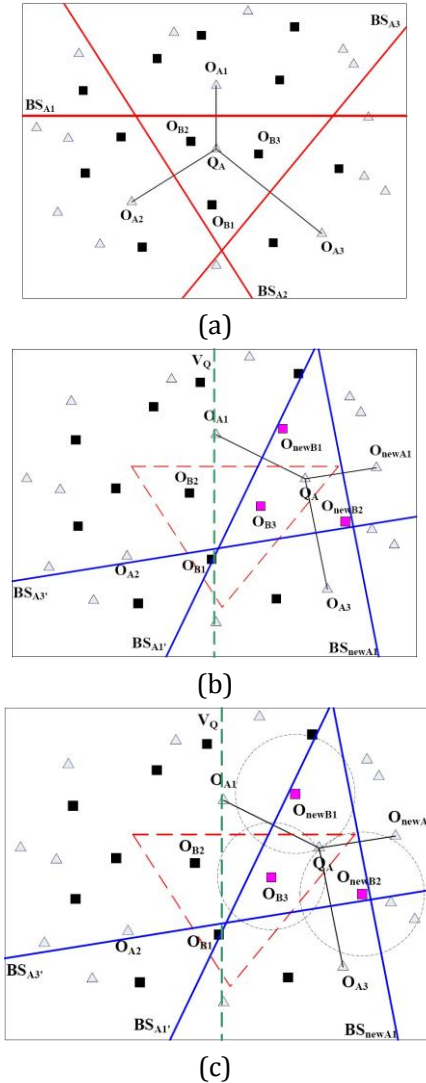 BS_A3
O_A1
BS_A1
O_B2
O_B3
Q_A
O_A2
O_B1
O_A3
BS_A2
(a)
V_Q
O_A1
O_newB1
O_newA1
O_B2
Q_A
O_newB2
O_B3
O_B1
O_A2
BS_A3'
O_A3
BS_A1'
BS_newA1
(b)
V_Q
O_A1
O_newB1
O_newA
O_B2
Q_A
O_newB2
O_B3
O_A2
O_B1
BS_A3'
O_A3
BS_A1'
BS_newA1
(c)